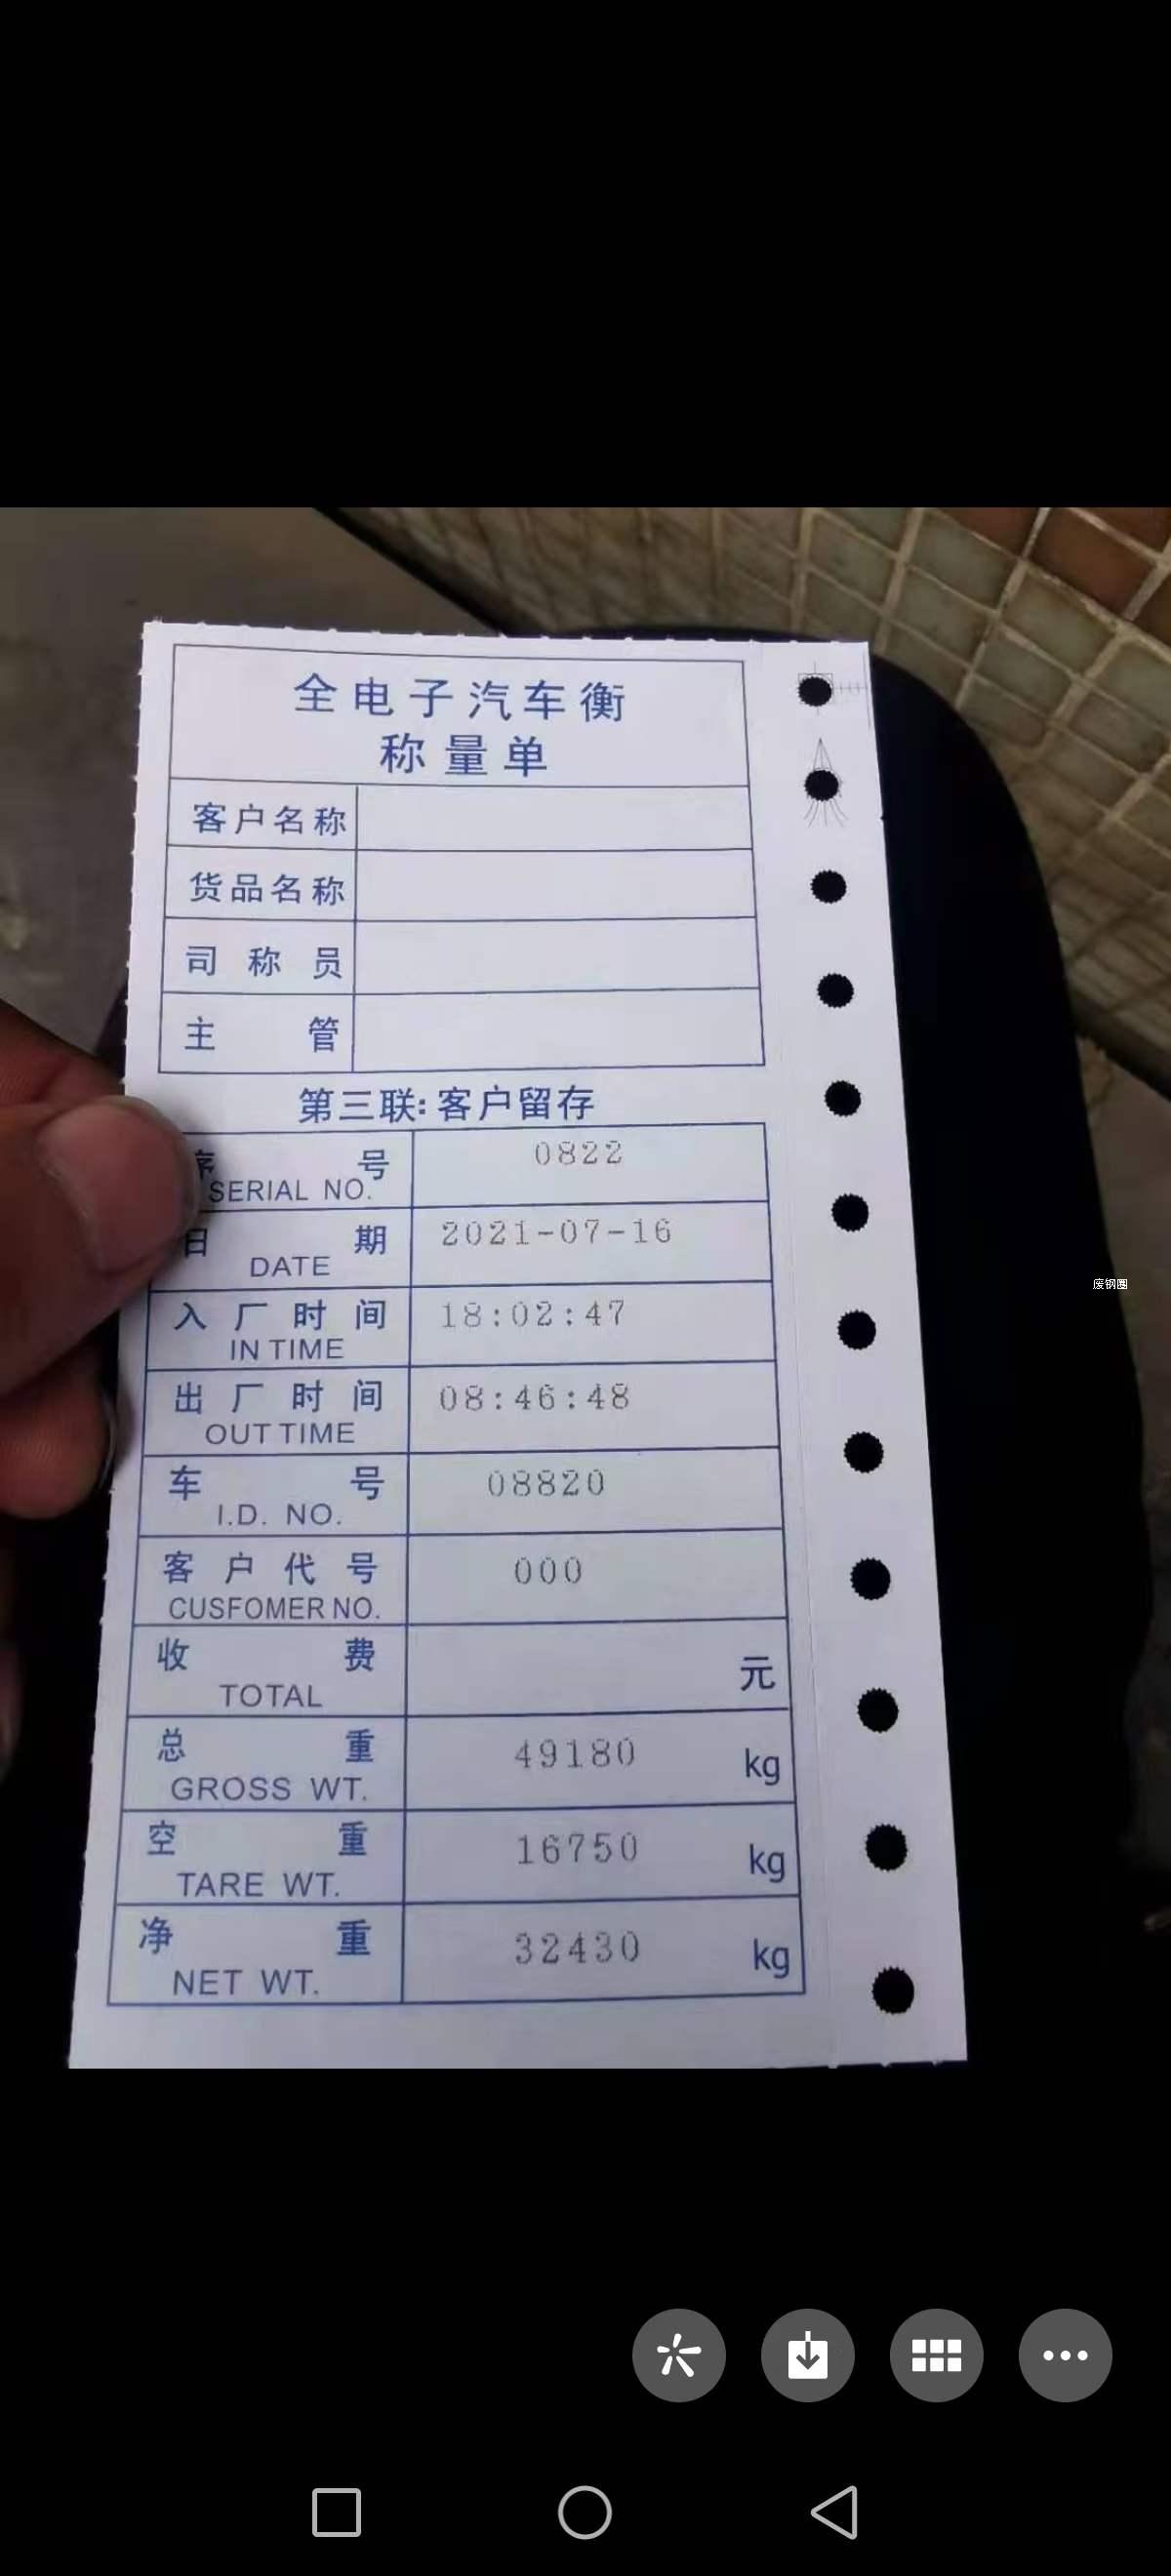 全电子汽车衡
称量单
客户名称
货品名称
司称员
主管
第三联:客户留存
序号 0822
SERIAL NO.
日期 2021-07-16
DATE
入厂时间 18:02:47
IN TIME
出厂时间 08:46:48
OUT TIME
车号 08820
I.D. NO.
客户代号 000
CUSFOMER NO.
收费 元
TOTAL
总重 49180 kg
GROSS WT.
空重 16750 kg
TARE WT.
净重 32430 kg
NET WT.
废钢圈